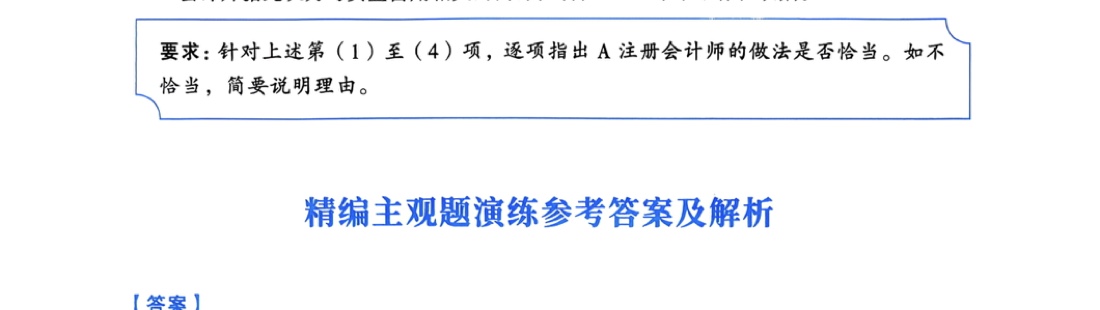 要求：针对上述第（1）至（4）项，逐项指出 A 注册会计师的做法是否恰当。如不
恰当，简要说明理由。
精编主观题演练参考答案及解析
【答案】